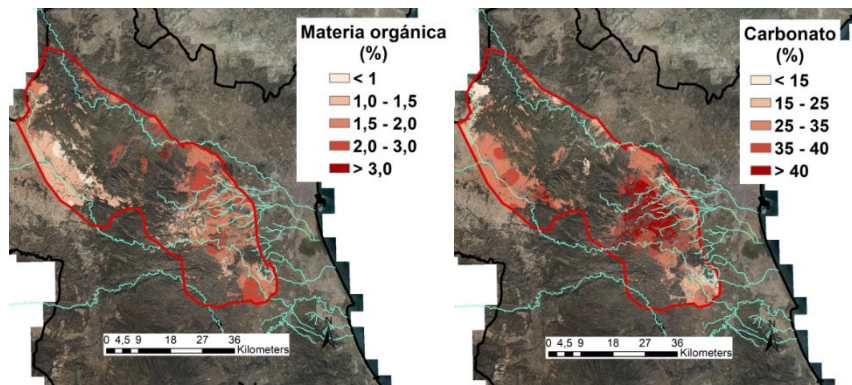 Materia orgánica
(%)
< 1
1,0 - 1,5
1,5 - 2,0
2,0 - 3,0
> 3,0
0 4,5 9 18 27 36
Kilometers
Carbonato
(%)
< 15
15 - 25
25 - 35
35 - 40
> 40
0 4,5 9 18 27 36
Kilometers
N